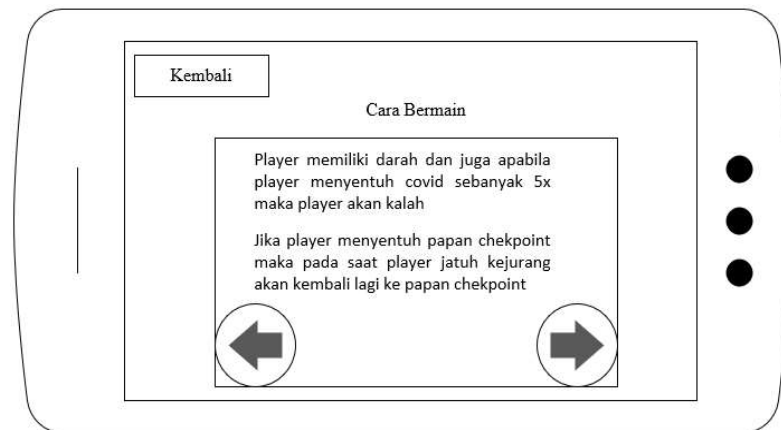 Kembali
Cara Bermain
Player memiliki darah dan juga apabila
player menyentuh covid sebanyak 5x
maka player akan kalah
Jika player menyentuh papan chekpoint
maka pada saat player jatuh kejurang
akan kembali lagi ke papan chekpoint